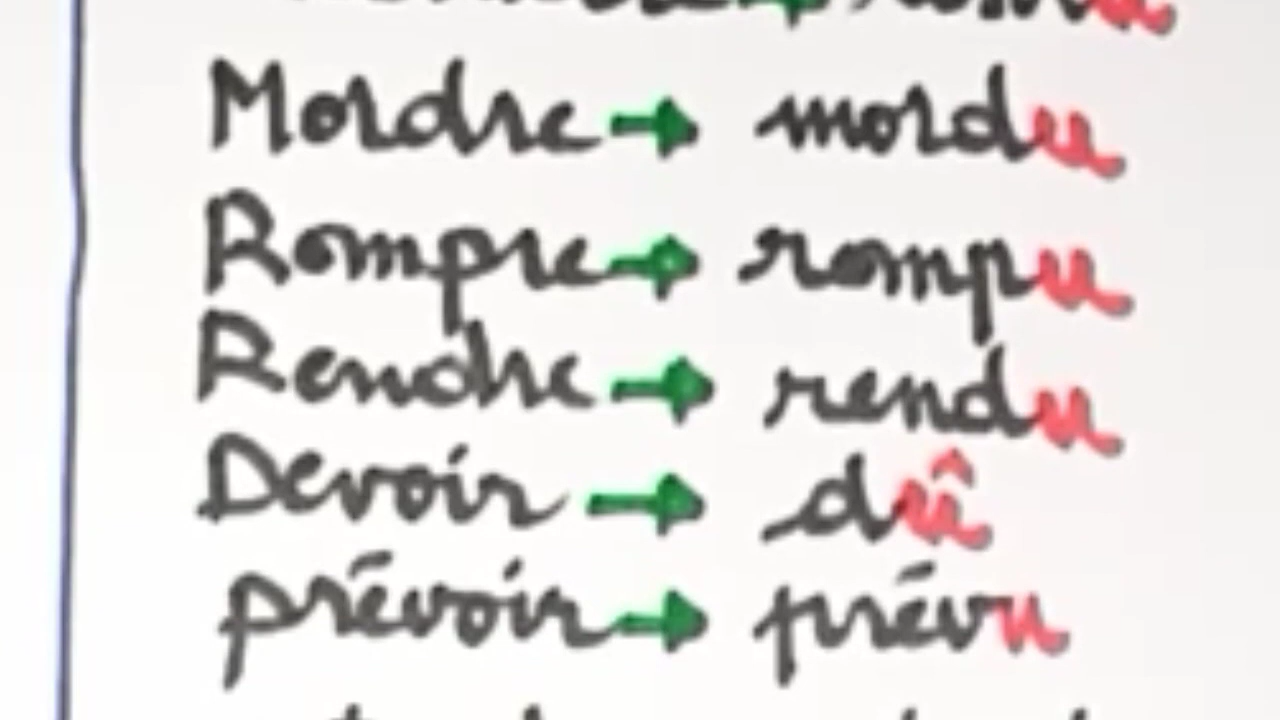 Mordre → mordu
Rompre → rompu
Rendre → rendu
Devoir → dû
prévoir → prévu